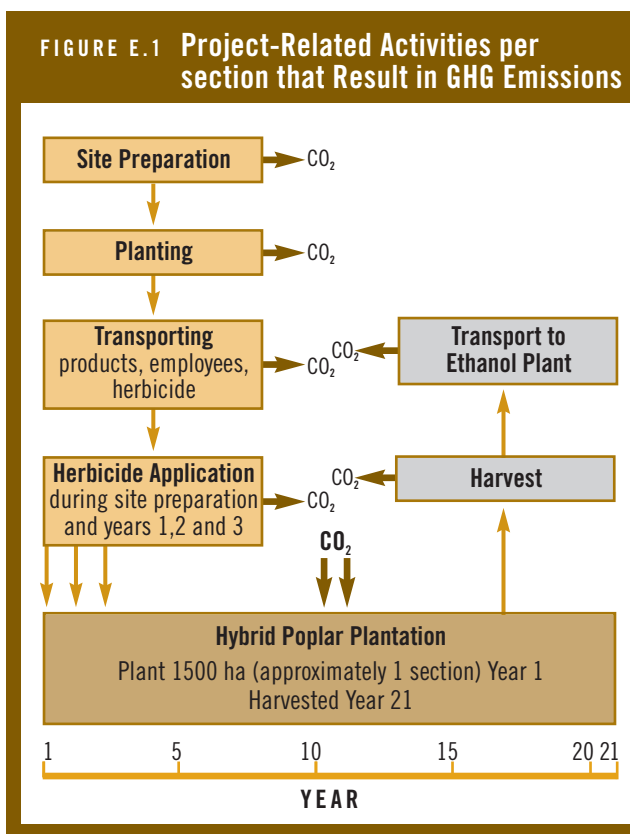 FIGURE E.1 Project-Related Activities per
section that Result in GHG Emissions
Site Preparation
CO₂
Planting
CO₂
Transporting
products, employees,
herbicide
CO₂
Herbicide Application
during site preparation
and years 1,2 and 3
CO₂
CO₂
Transport to
Ethanol Plant
CO₂
Harvest
CO₂
Hybrid Poplar Plantation
Plant 1500 ha (approximately 1 section) Year 1
Harvested Year 21
1 5 10 15 20 21
YEAR